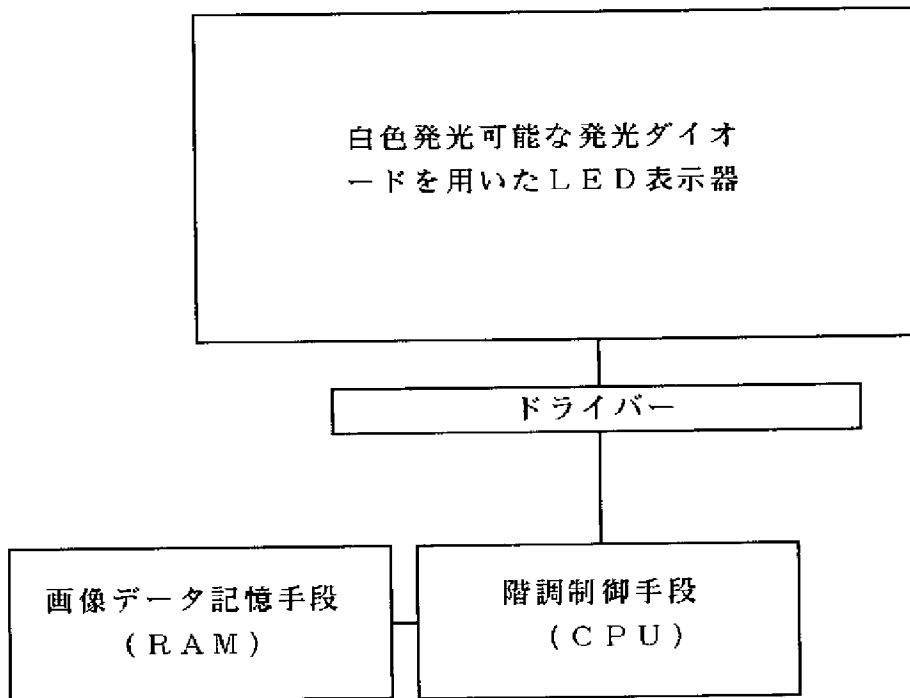 白色発光可能な発光ダイオ
ードを用いたＬＥＤ表示器
ドライバー
画像データ記憶手段
(ＲＡＭ)
階調制御手段
(ＣＰＵ)